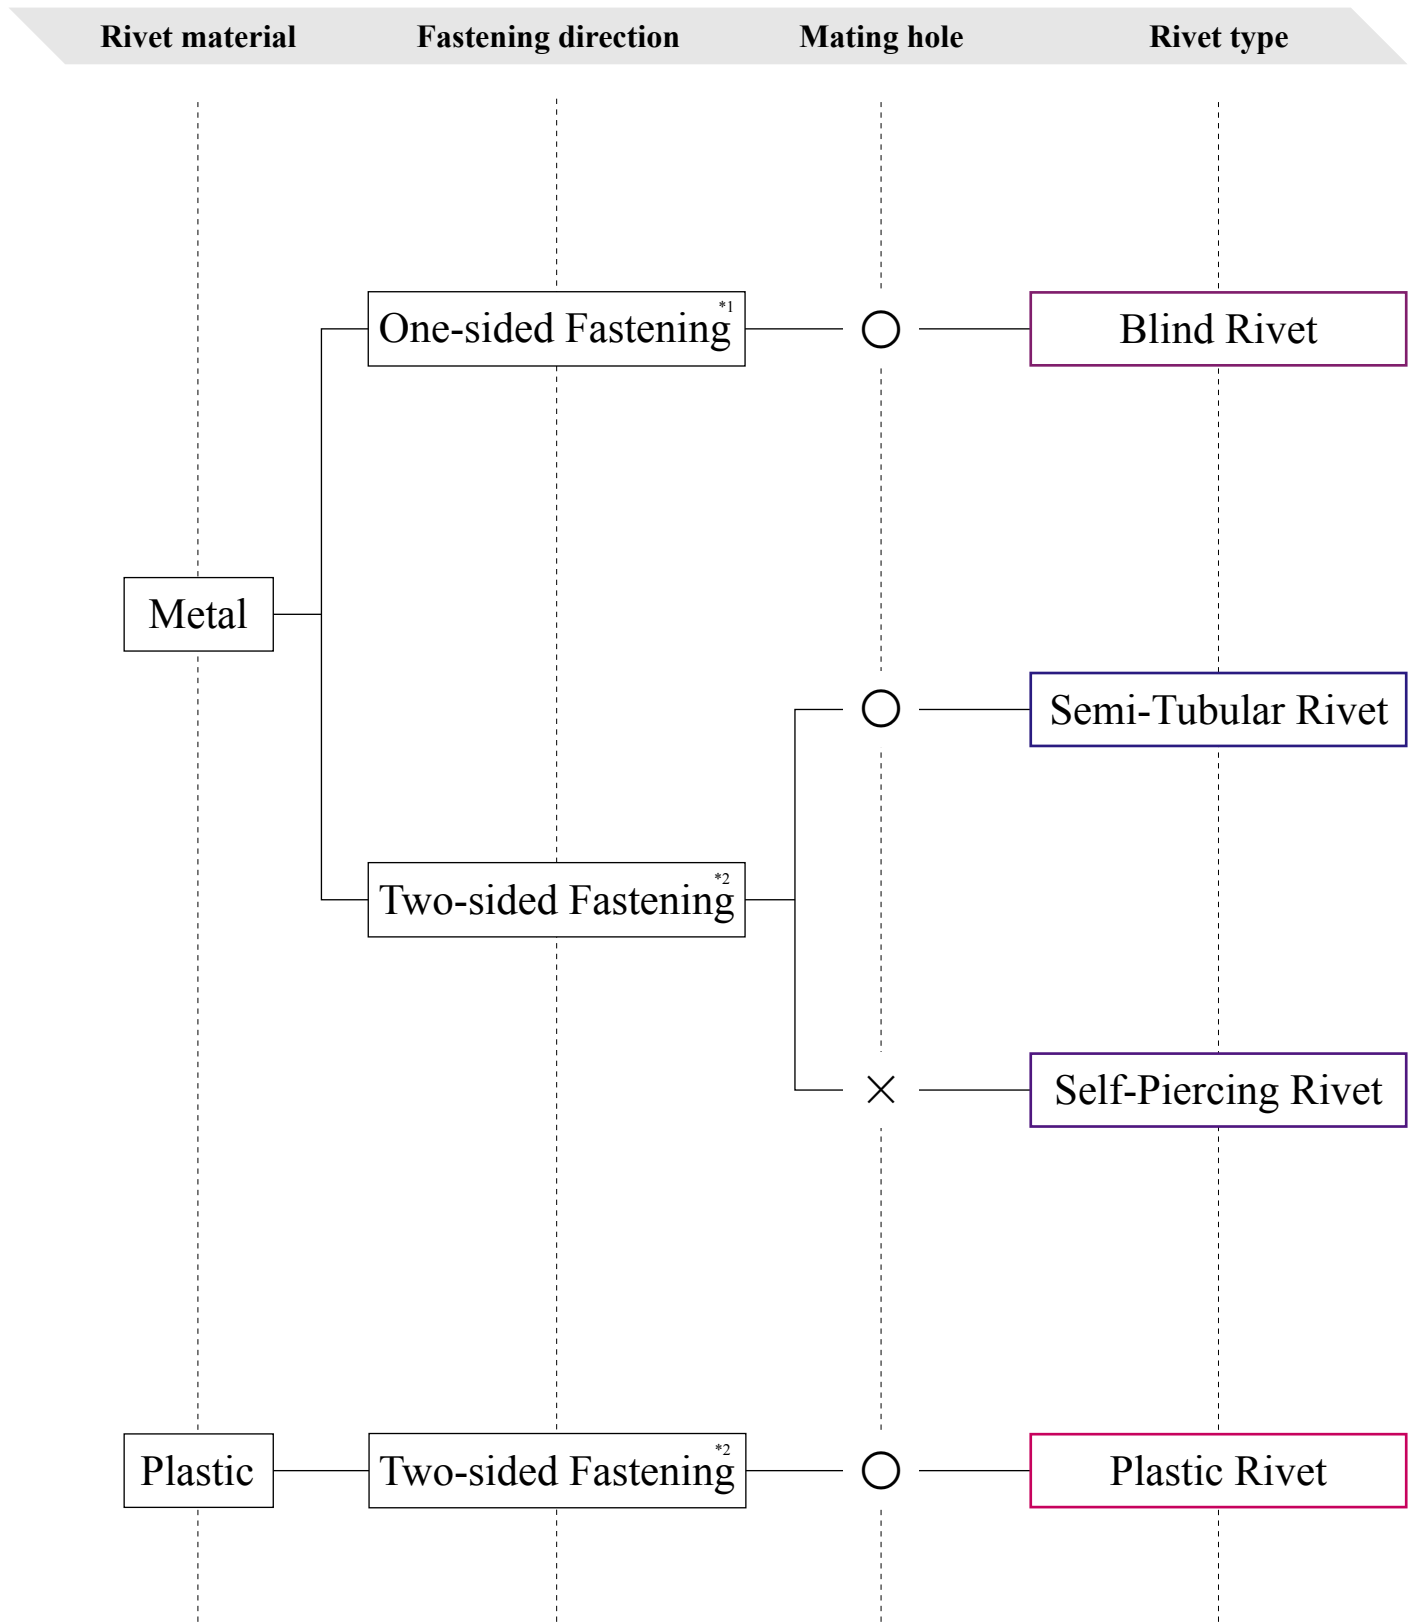 Rivet material Fastening direction Mating hole Rivet type
One-sided Fastening*1 ○ Blind Rivet
Metal
○ Semi-Tubular Rivet
Two-sided Fastening*2
× Self-Piercing Rivet
Plastic Two-sided Fastening*2 ○ Plastic Rivet